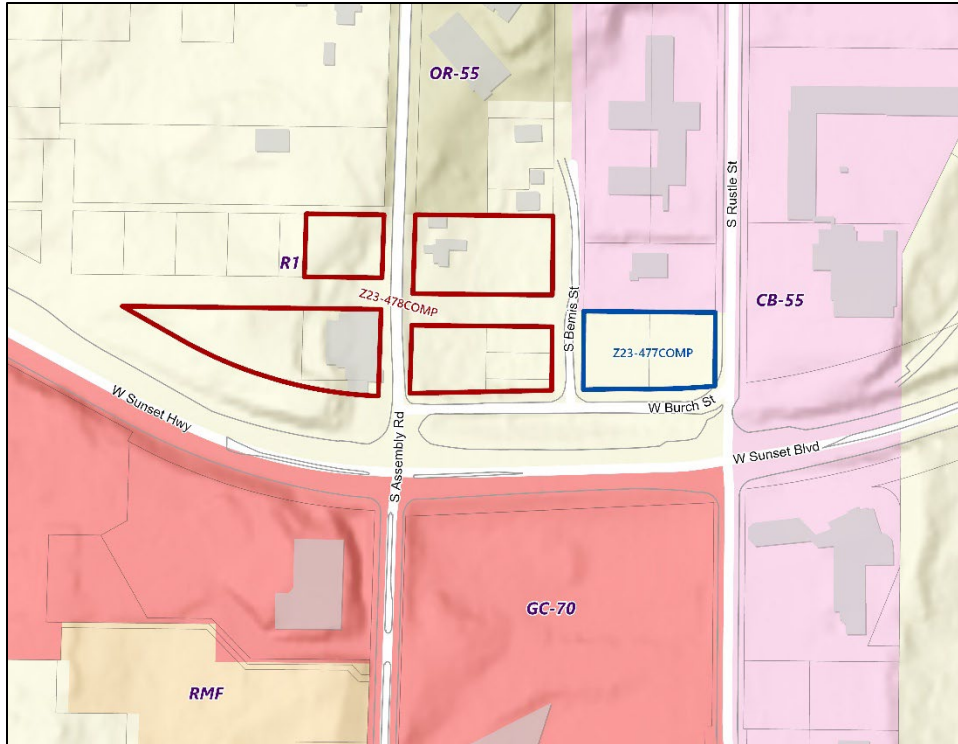 OR-55
S Rustle St
R1
Z23-478COMP
CB-55
S Bemis St
Z23-477COMP
W Burch St
W Sunset Hwy
S Assembly Rd
W Sunset Blvd
GC-70
RMF